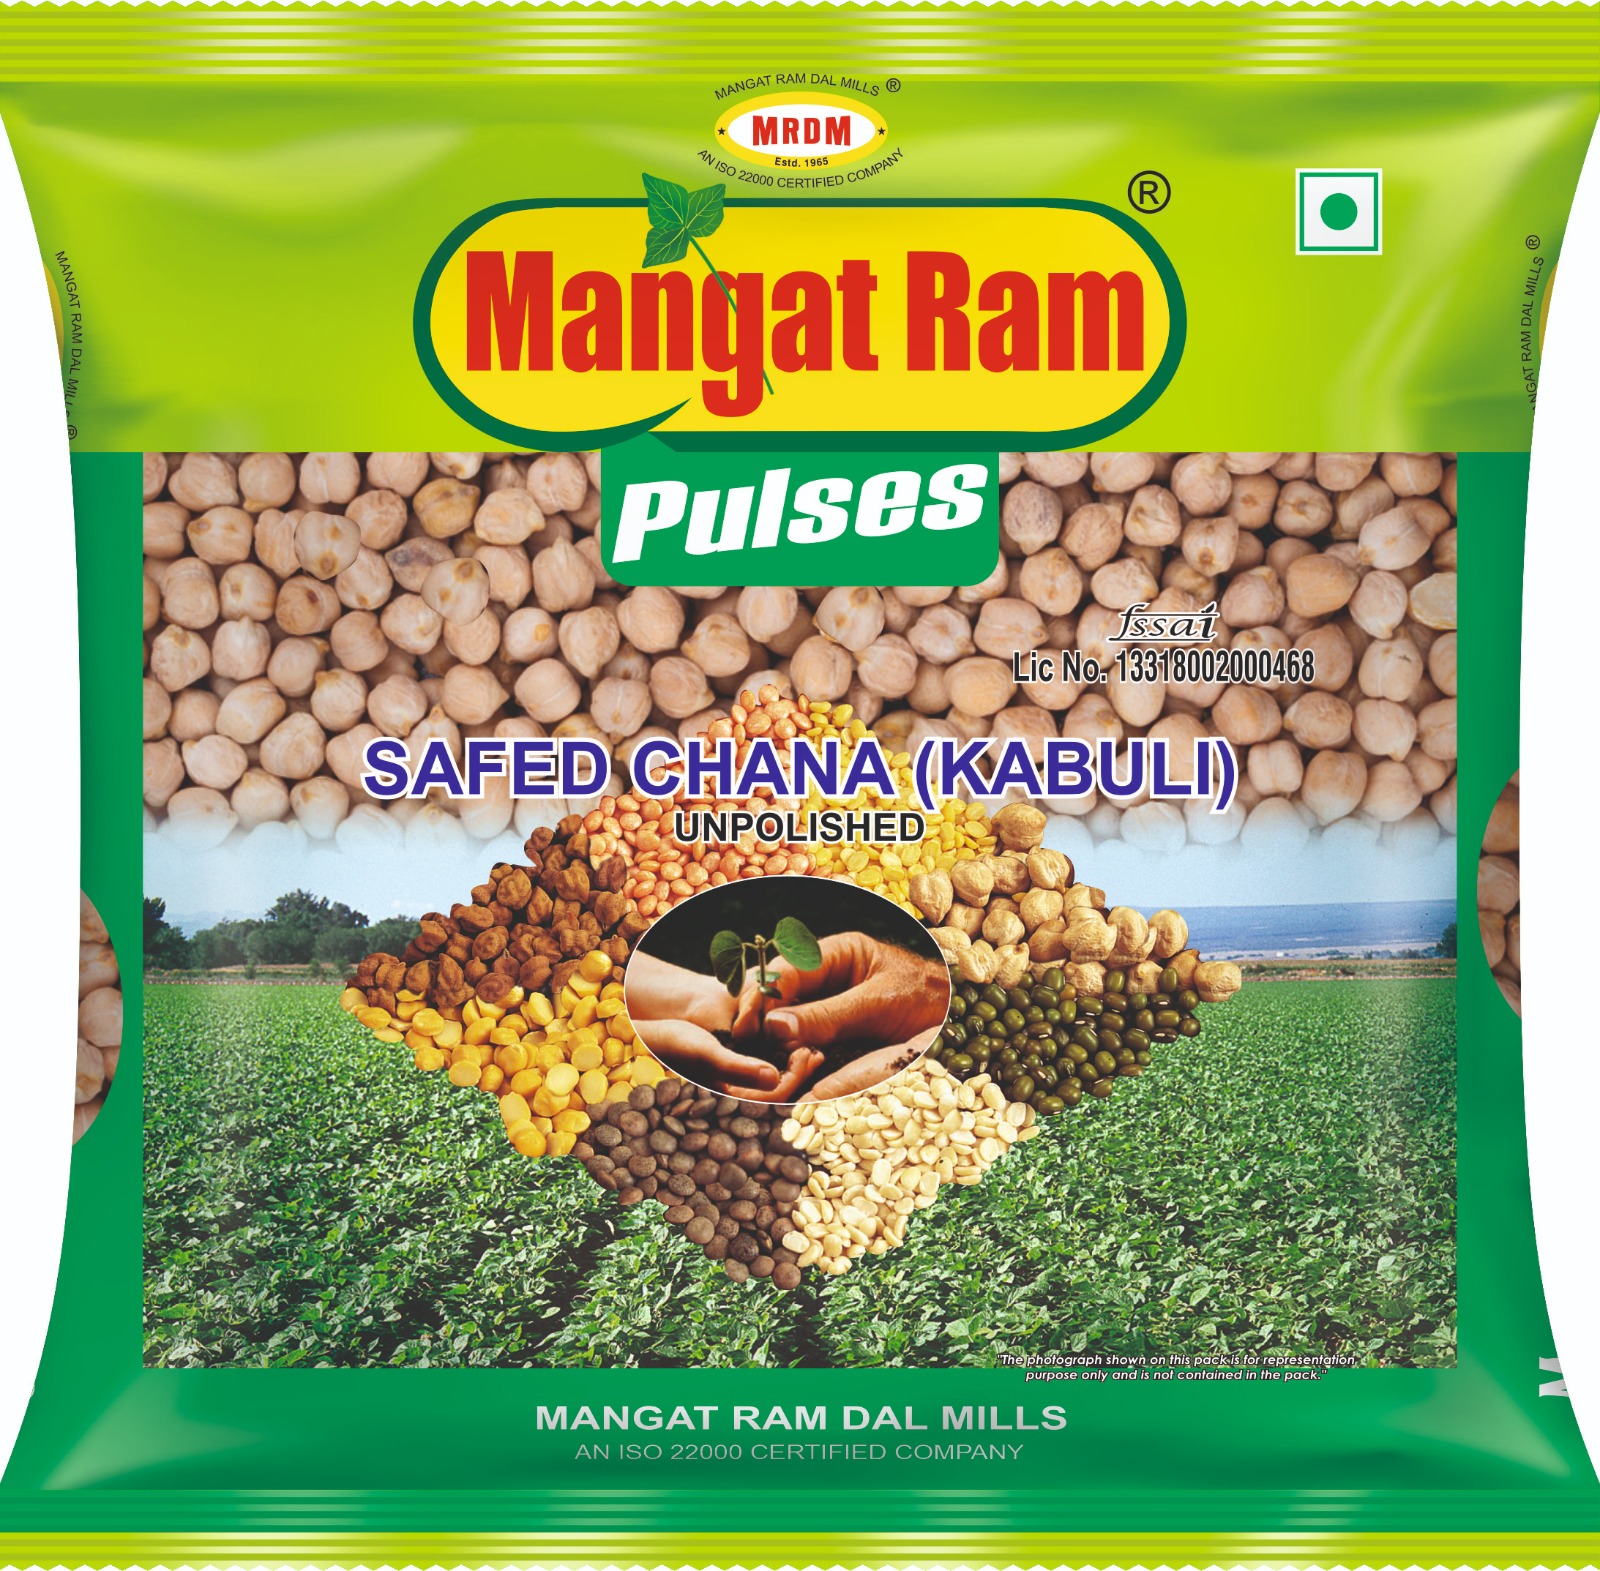 MANGAT RAM DAL MILLS ®
MRDM
Estd. 1965
AN ISO 22000 CERTIFIED COMPANY
®
Mangat Ram
MANGAT RAM DAL MILLS ®
MANGAT RAM DAL MILLS ®
Pulses
fssai
Lic No. 13318002000468
SAFED CHANA (KABULI)
UNPOLISHED
"The photograph shown on this pack is for representation
purpose only and is not contained in the pack."
MANGAT RAM DAL MILLS
AN ISO 22000 CERTIFIED COMPANY